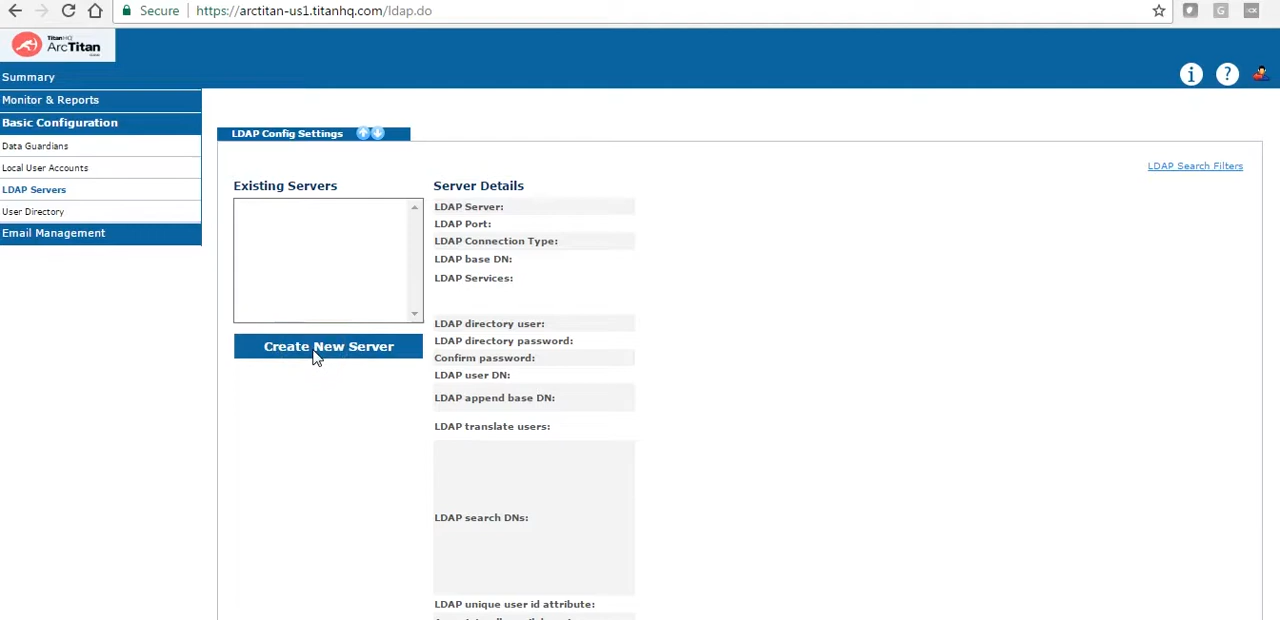 Secure https://arctitan-us1.titanhq.com/ldap.do
TitanHQ
ArcTitan
Summary
Monitor & Reports
Basic Configuration
Data Guardians
Local User Accounts
LDAP Servers
User Directory
Email Management
LDAP Config Settings
LDAP Search Filters
Existing Servers
Create New Server
Server Details
LDAP Server:
LDAP Port:
LDAP Connection Type:
LDAP base DN:
LDAP Services:
LDAP directory user:
LDAP directory password:
Confirm password:
LDAP user DN:
LDAP append base DN:
LDAP translate users:
LDAP search DNs:
LDAP unique user id attribute: